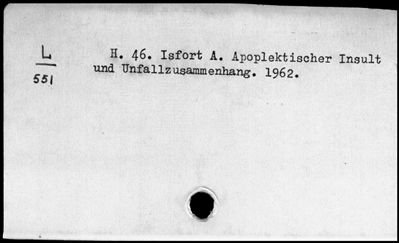 L
551
H. 46. Isfort A. Apoplektischer Insult
und Unfallzusammenhang. 1962.